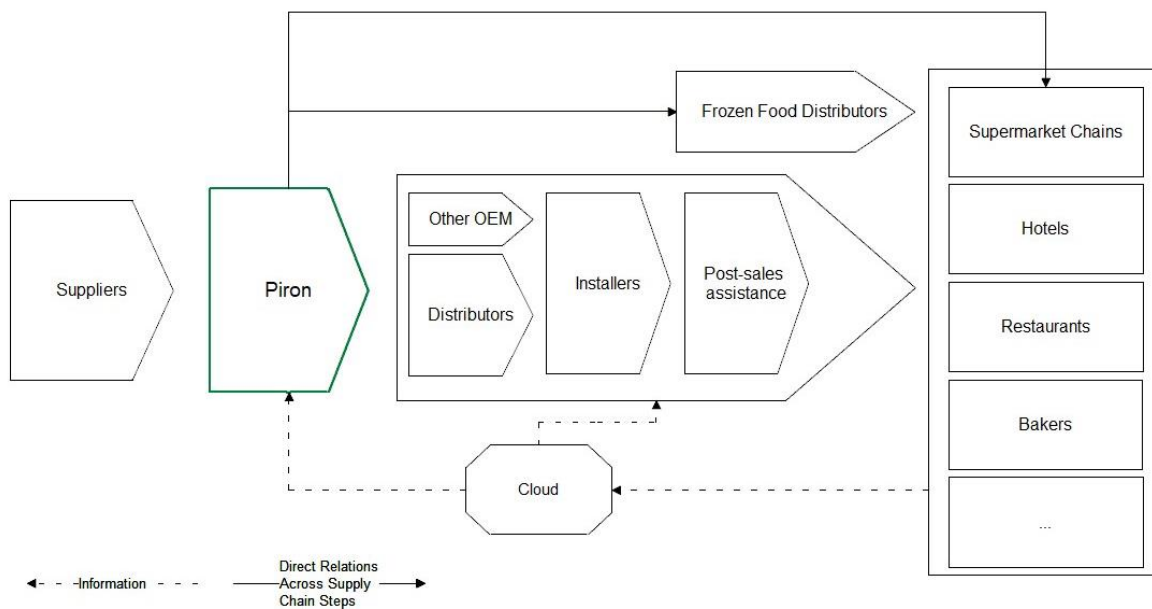 Frozen Food Distributors
Supermarket Chains
Suppliers
Piron
Other OEM
Distributors
Installers
Post-sales
assistance
Hotels
Restaurants
Bakers
...
Cloud
Information
Direct Relations
Across Supply
Chain Steps